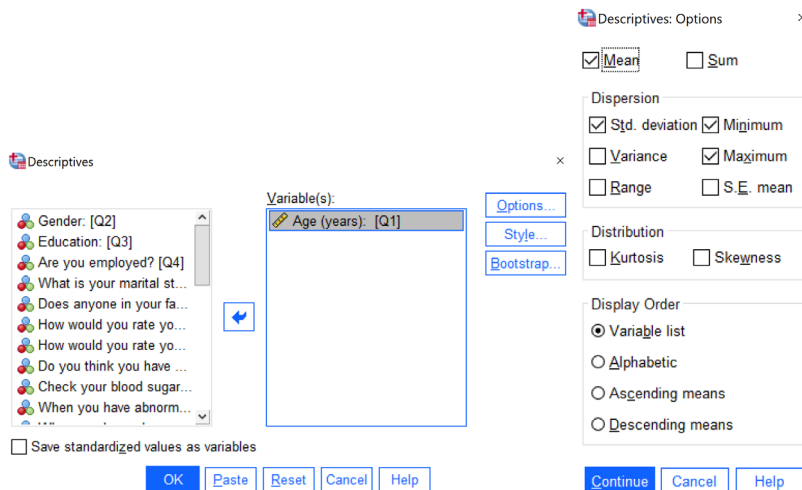 Descriptives
Variable(s):
Gender: [Q2]
Education: [Q3]
Are you employed? [Q4]
What is your marital st...
Does anyone in your fa...
How would you rate yo...
How would you rate yo...
Do you think you have ...
Check your blood sugar...
When you have abnorm...
Age (years): [Q1]
Options...
Style...
Bootstrap...
Save standardized values as variables
OK
Paste
Reset
Cancel
Help
Descriptives: Options
Mean
Sum
Dispersion
Std. deviation
Minimum
Variance
Maximum
Range
S.E. mean
Distribution
Kurtosis
Skewness
Display Order
Variable list
Alphabetic
Ascending means
Descending means
Continue
Cancel
Help